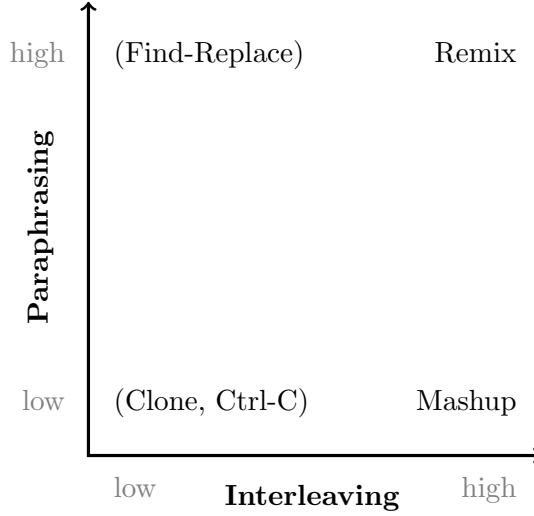 high (Find-Replace) Remix
Paraphrasing
low (Clone, Ctrl-C) Mashup
low Interleaving high